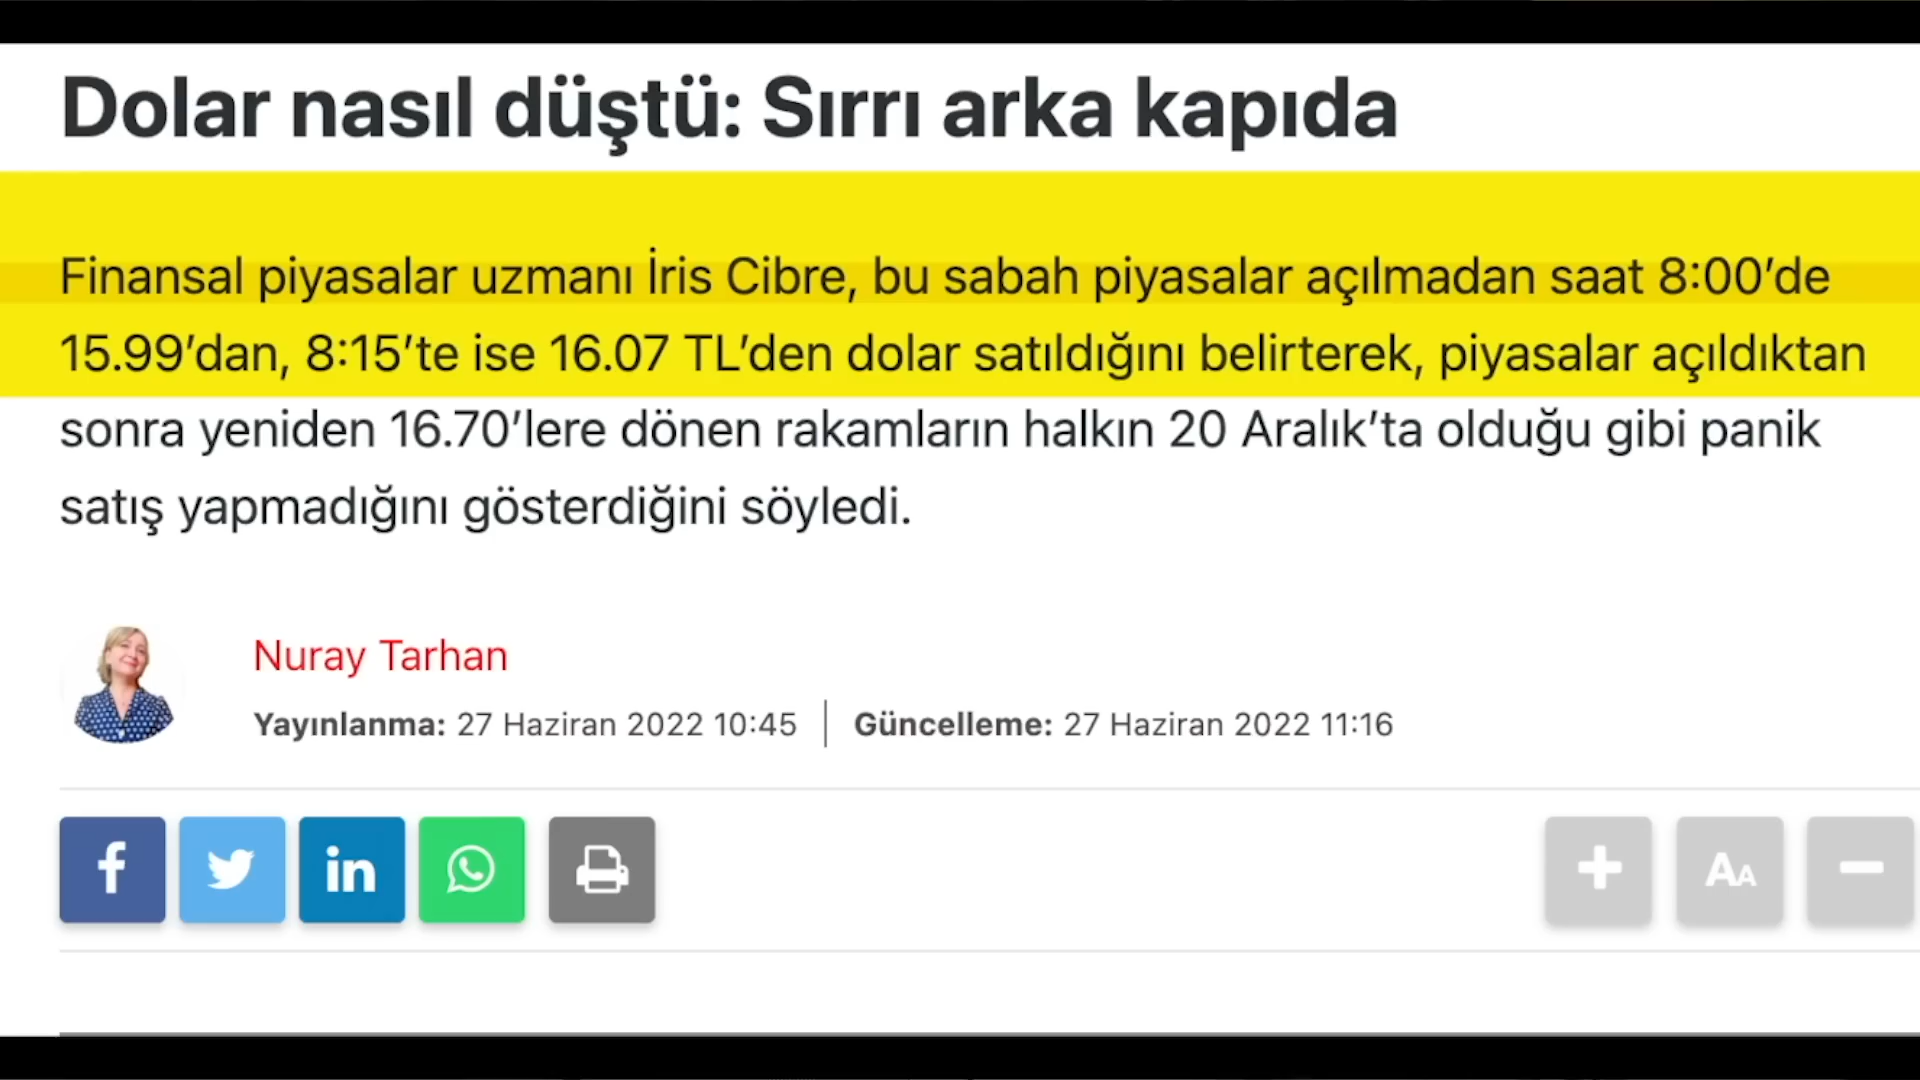 Dolar nasıl düştü: Sırrı arka kapıda
Finansal piyasalar uzmanı İris Cibre, bu sabah piyasalar açılmadan saat 8:00’de
15.99’dan, 8:15’te ise 16.07 TL’den dolar satıldığını belirterek, piyasalar açıldıktan
sonra yeniden 16.70’lere dönen rakamların halkın 20 Aralık’ta olduğu gibi panik
satış yapmadığını gösterdiğini söyledi.
Nuray Tarhan
Yayınlanma: 27 Haziran 2022 10:45 | Güncelleme: 27 Haziran 2022 11:16
f in + AA −